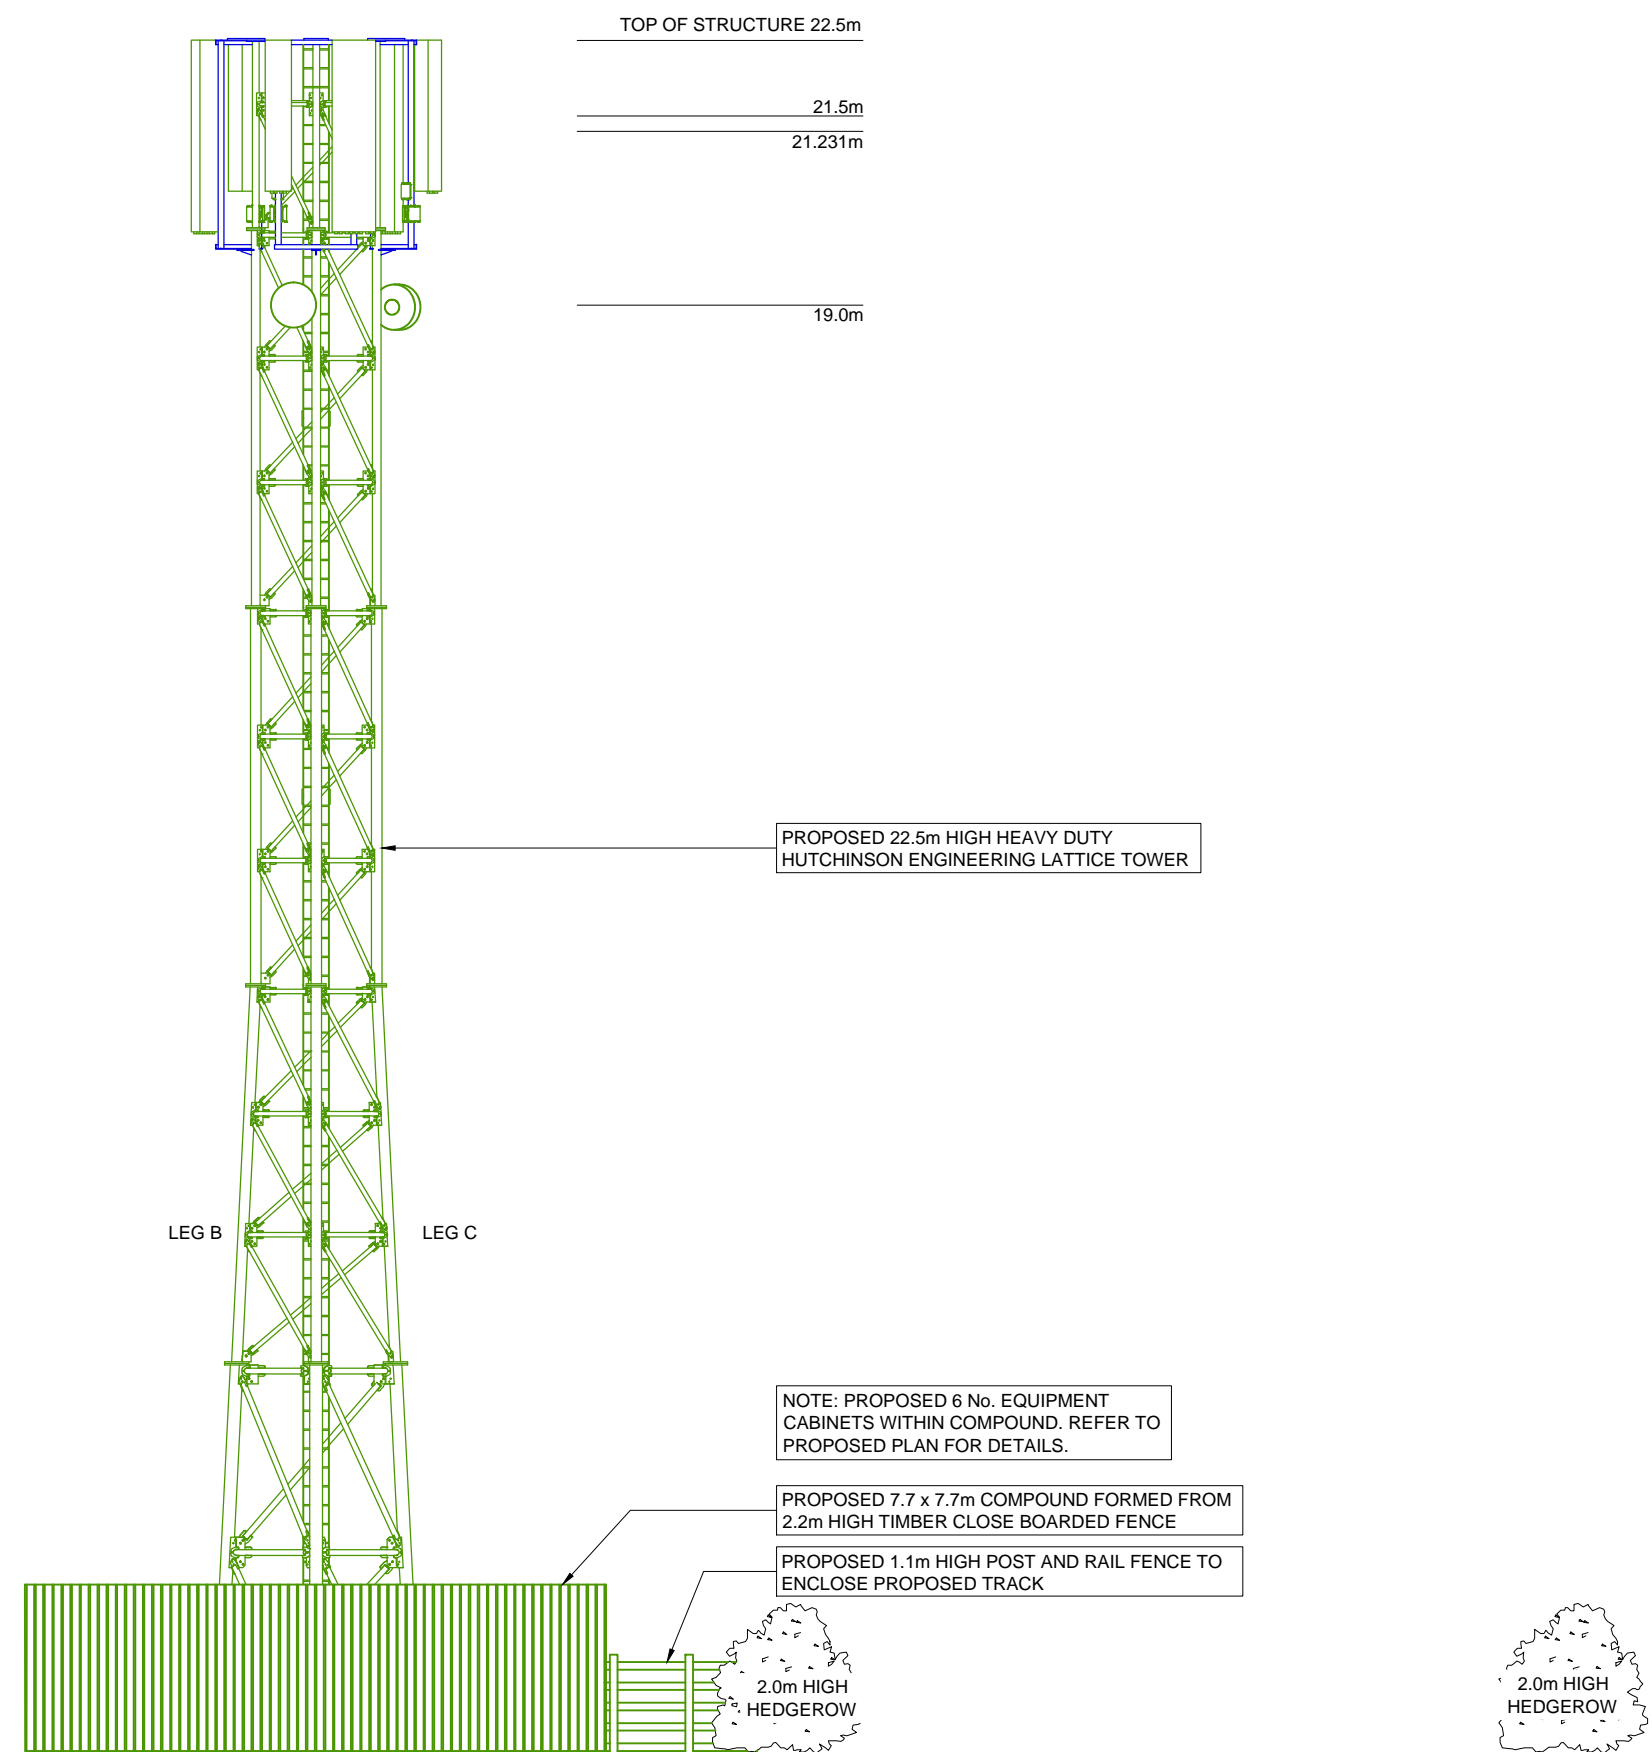 TOP OF STRUCTURE 22.5m
21.5m
21.231m
19.0m
PROPOSED 22.5m HIGH HEAVY DUTY
HUTCHINSON ENGINEERING LATTICE TOWER
LEG B
LEG C
NOTE: PROPOSED 6 No. EQUIPMENT
CABINETS WITHIN COMPOUND. REFER TO
PROPOSED PLAN FOR DETAILS.
PROPOSED 7.7 x 7.7m COMPOUND FORMED FROM
2.2m HIGH TIMBER CLOSE BOARDED FENCE
PROPOSED 1.1m HIGH POST AND RAIL FENCE TO
ENCLOSE PROPOSED TRACK
2.0m HIGH
HEDGEROW
2.0m HIGH
HEDGEROW